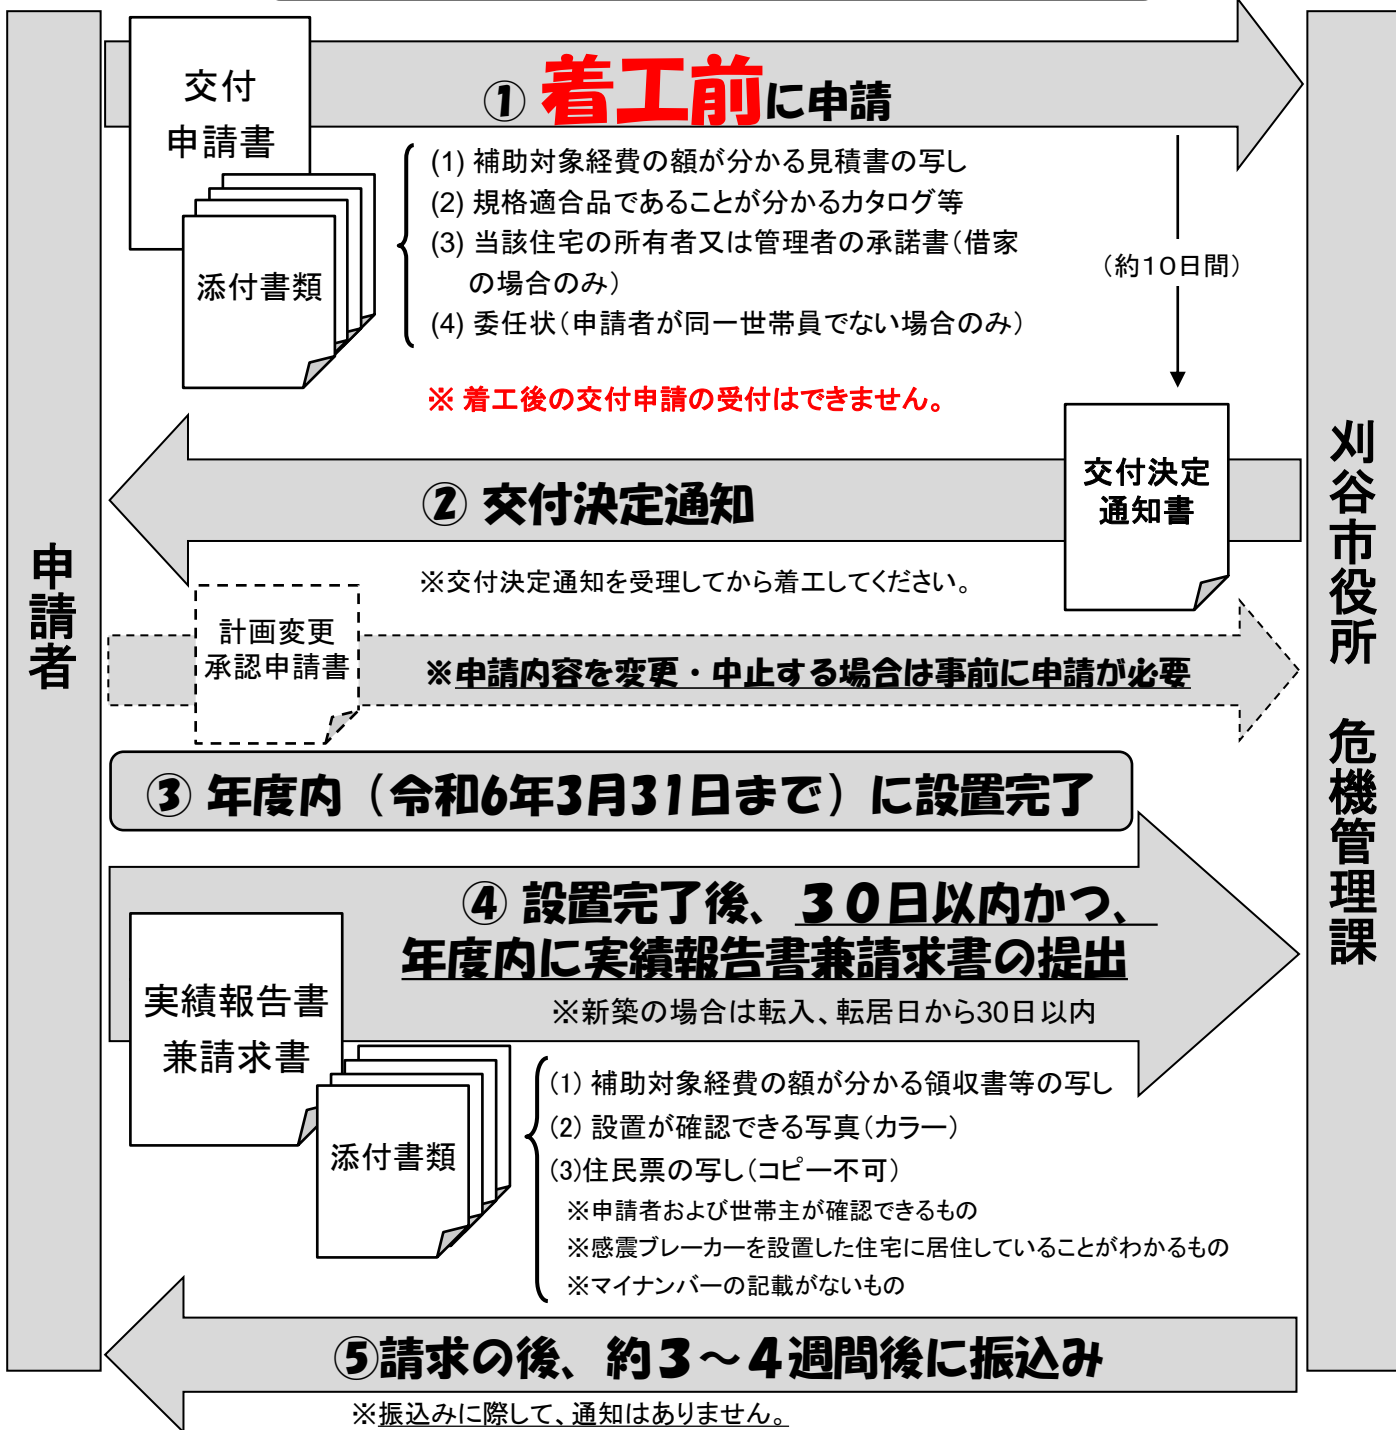 交付
申請書
添付書類
① 着工前に申請
(1) 補助対象経費の額が分かる見積書の写し
(2) 規格適合品であることが分かるカタログ等
(3) 当該住宅の所有者又は管理者の承諾書(借家
の場合のみ)
(4) 委任状(申請者が同一世帯員でない場合のみ)
(約10日間)
※ 着工後の交付申請の受付はできません。
② 交付決定通知
交付決定
通知書
※交付決定通知を受理してから着工してください。
申請者
刈谷市役所 危機管理課
計画変更
承認申請書
※申請内容を変更・中止する場合は事前に申請が必要
③ 年度内(令和6年3月31日まで)に設置完了
④ 設置完了後、30日以内かつ、
年度内に実績報告書兼請求書の提出
※新築の場合は転入、転居日から30日以内
実績報告書
兼請求書
添付書類
(1) 補助対象経費の額が分かる領収書等の写し
(2) 設置が確認できる写真(カラー)
(3)住民票の写し(コピー不可)
※申請者および世帯主が確認できるもの
※感震ブレーカーを設置した住宅に居住していることがわかるもの
※マイナンバーの記載がないもの
⑤請求の後、約3~4週間後に振込み
※振込みに際して、通知はありません。